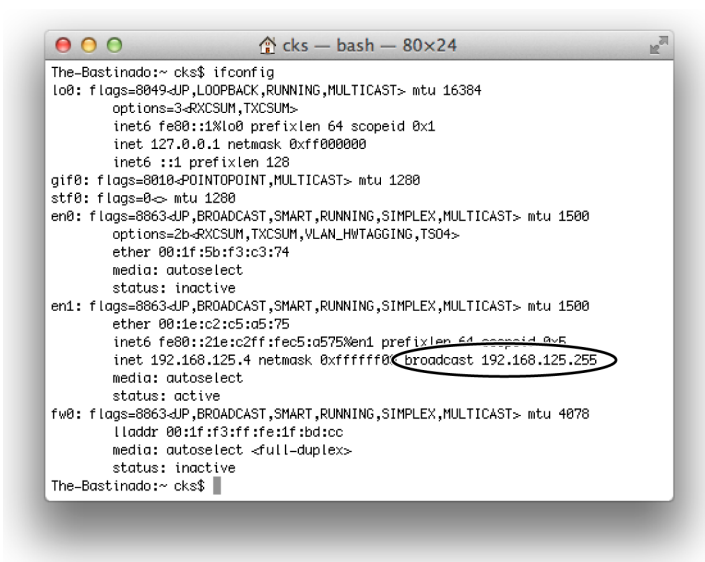 cks — bash — 80×24
The-Bastinado:~ cks$ ifconfig
lo0: flags=8049<UP,LOOPBACK,RUNNING,MULTICAST> mtu 16384
options=3<RXCSUM,TXCSUM>
inet6 fe80::1%lo0 prefixlen 64 scopeid 0x1
inet 127.0.0.1 netmask 0xff000000
inet6 ::1 prefixlen 128
gif0: flags=8010<POINTOPOINT,MULTICAST> mtu 1280
stf0: flags=0<> mtu 1280
en0: flags=8863<UP,BROADCAST,SMART,RUNNING,SIMPLEX,MULTICAST> mtu 1500
options=2b<RXCSUM,TXCSUM,VLAN_HWTAGGING,TSO4>
ether 00:1f:5b:f3:c3:74
media: autoselect
status: inactive
en1: flags=8863<UP,BROADCAST,SMART,RUNNING,SIMPLEX,MULTICAST> mtu 1500
ether 00:1e:c2:c5:a5:75
inet6 fe80::21e:c2ff:fec5:a575%en1 prefixlen 64 scopeid 0x5
inet 192.168.125.4 netmask 0xffffff00 broadcast 192.168.125.255
media: autoselect
status: active
fw0: flags=8863<UP,BROADCAST,SMART,RUNNING,SIMPLEX,MULTICAST> mtu 4078
lladdr 00:1f:f3:ff:fe:1f:bd:cc
media: autoselect <full-duplex>
status: inactive
The-Bastinado:~ cks$